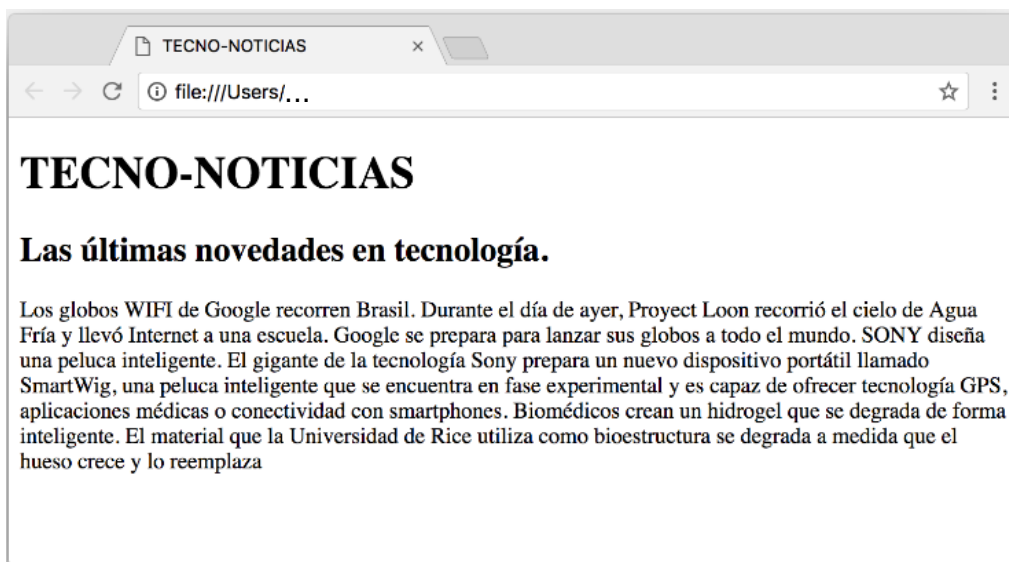 TECNO-NOTICIAS
file:///Users/...
TECNO-NOTICIAS
Las últimas novedades en tecnología.
Los globos WIFI de Google recorren Brasil. Durante el día de ayer, Proyect Loon recorrió el cielo de Agua
Fría y llevó Internet a una escuela. Google se prepara para lanzar sus globos a todo el mundo. SONY diseña
una peluca inteligente. El gigante de la tecnología Sony prepara un nuevo dispositivo portátil llamado
SmartWig, una peluca inteligente que se encuentra en fase experimental y es capaz de ofrecer tecnología GPS,
aplicaciones médicas o conectividad con smartphones. Biomédicos crean un hidrogel que se degrada de forma
inteligente. El material que la Universidad de Rice utiliza como bioestructura se degrada a medida que el
hueso crece y lo reemplaza